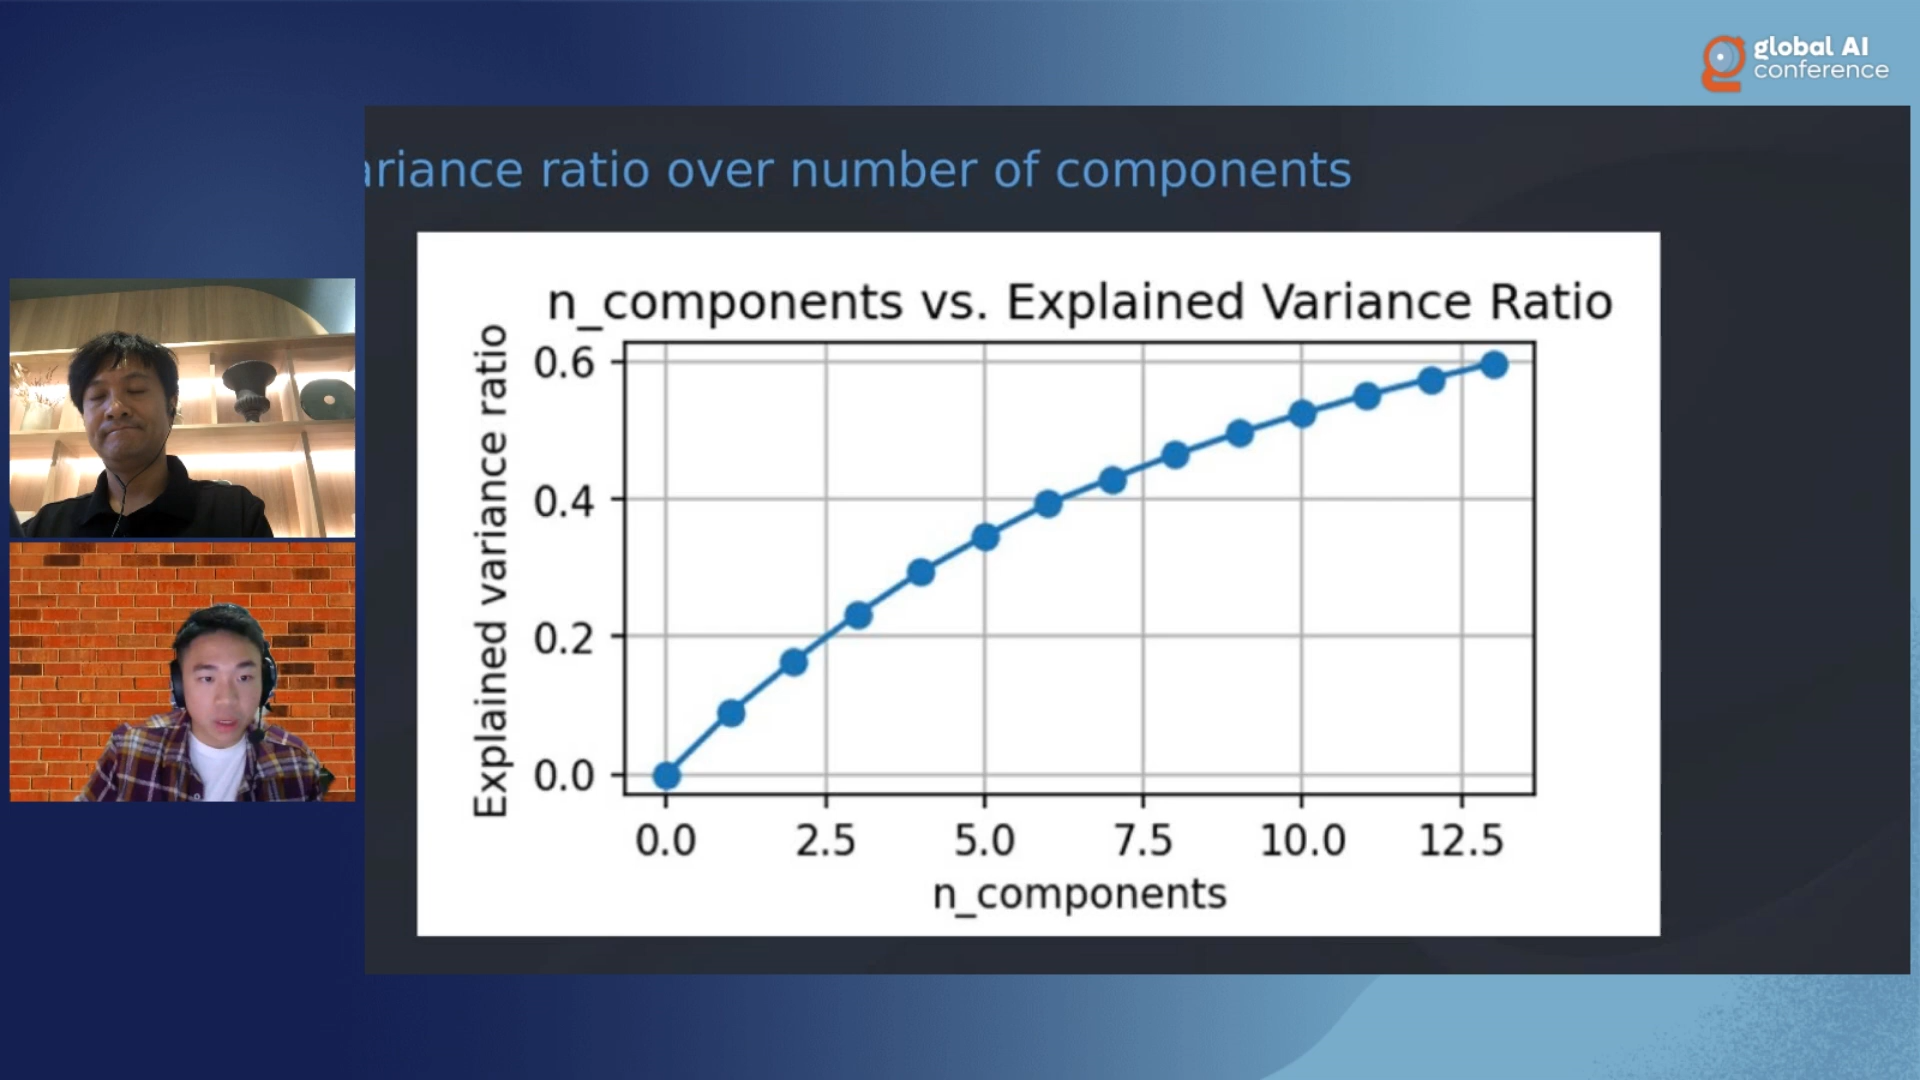 global AI
conference
ariance ratio over number of components
n_components vs. Explained Variance Ratio
Explained variance ratio
0.6
0.4
0.2
0.0
0.0 2.5 5.0 7.5 10.0 12.5
n_components